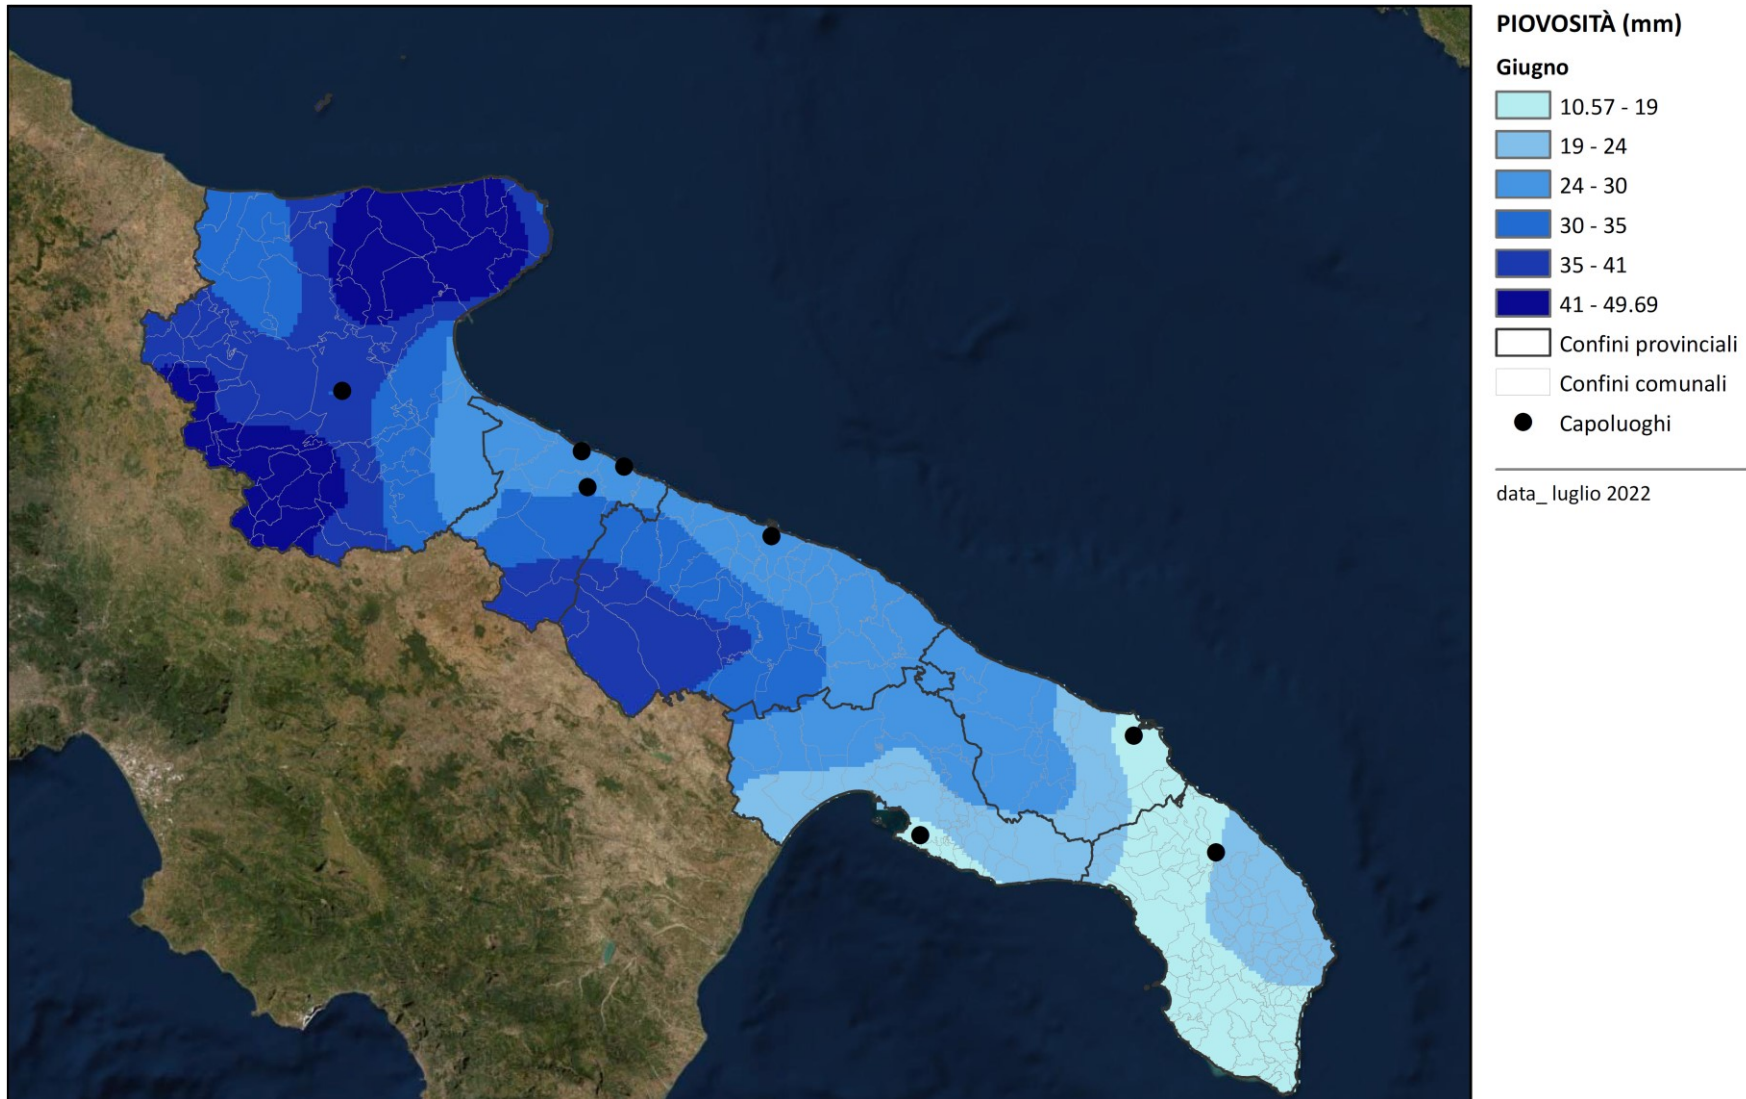 PIOVOSITÀ (mm)
Giugno
10.57 - 19
19 - 24
24 - 30
30 - 35
35 - 41
41 - 49.69
Confini provinciali
Confini comunali
Capoluoghi
data_ luglio 2022